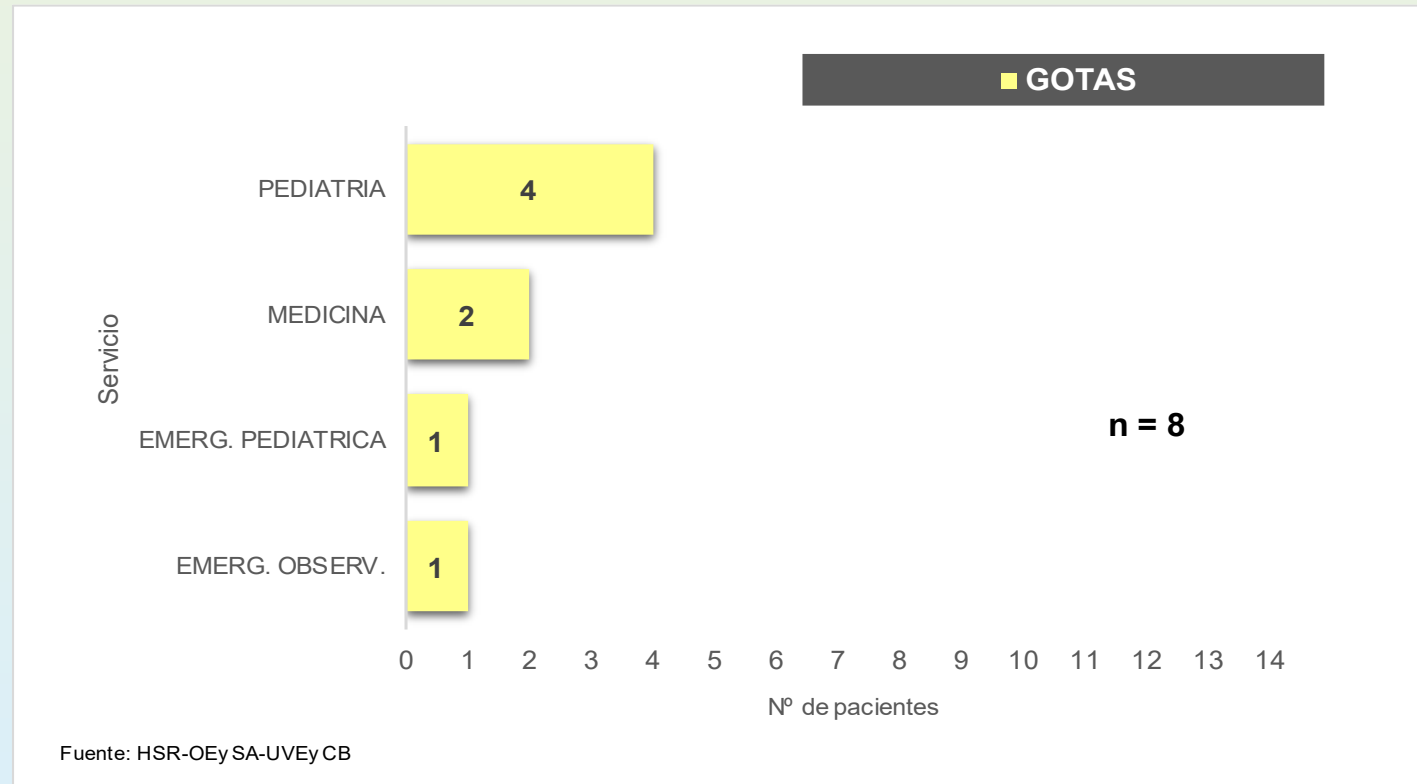 GOTAS
PEDIATRIA
4
MEDICINA
2
Servicio
EMERG. PEDIATRICA
1
n = 8
EMERG. OBSERV.
1
0 1 2 3 4 5 6 7 8 9 10 11 12 13 14
Nº de pacientes
Fuente: HSR-OEy SA-UVEy CB